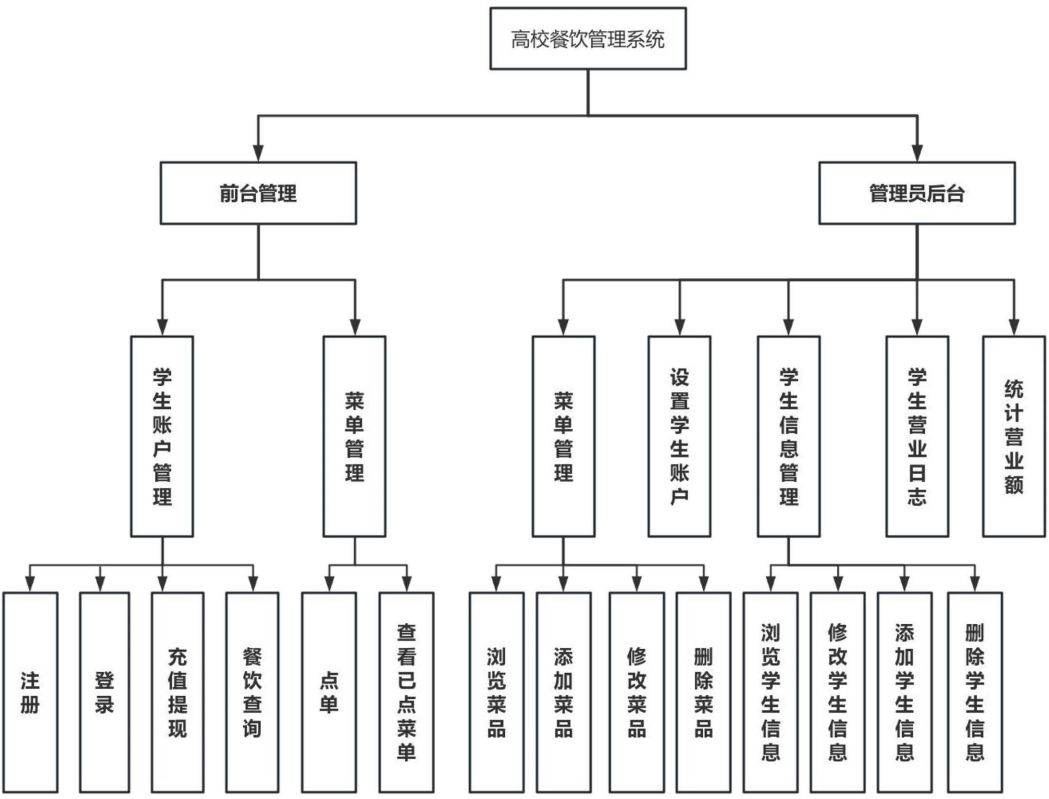 高校餐饮管理系统
前台管理
管理员后台
学生账户管理
菜单管理
菜单管理
设置学生账户
学生信息管理
学生营业日志
统计营业额
注册
登录
充值提现
餐饮查询
点单
查看已点菜单
浏览菜品
添加菜品
修改菜品
删除菜品
浏览学生信息
修改学生信息
添加学生信息
删除学生信息